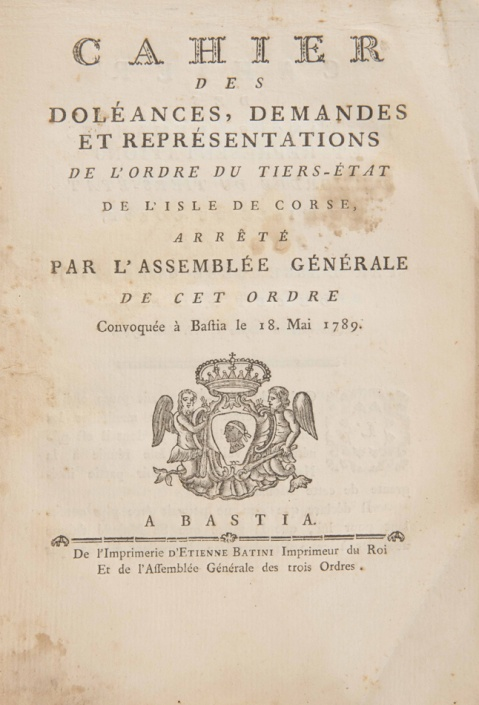 CAHIER
DES
DOLÉANCES, DEMANDES
ET REPRÉSENTATIONS
DE L'ORDRE DU TIERS-ÉTAT
DE L'ISLE DE CORSE,
ARRÊTÉ
PAR L'ASSEMBLÉE GÉNÉRALE
DE CET ORDRE
Convoquée à Baſtia le 18. Mai 1789.
A BASTIA.
De l'Imprimerie D'ETIENNE BATINI Imprimeur du Roi
Et de l'Aſſemblée Générale des trois Ordres.